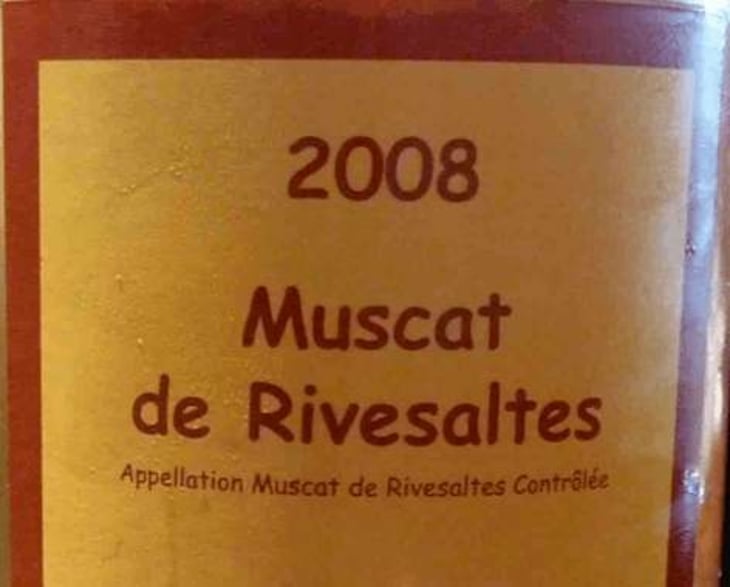 2008
Muscat
de Rivesaltes
Appellation Muscat de Rivesaltes Contrôlée